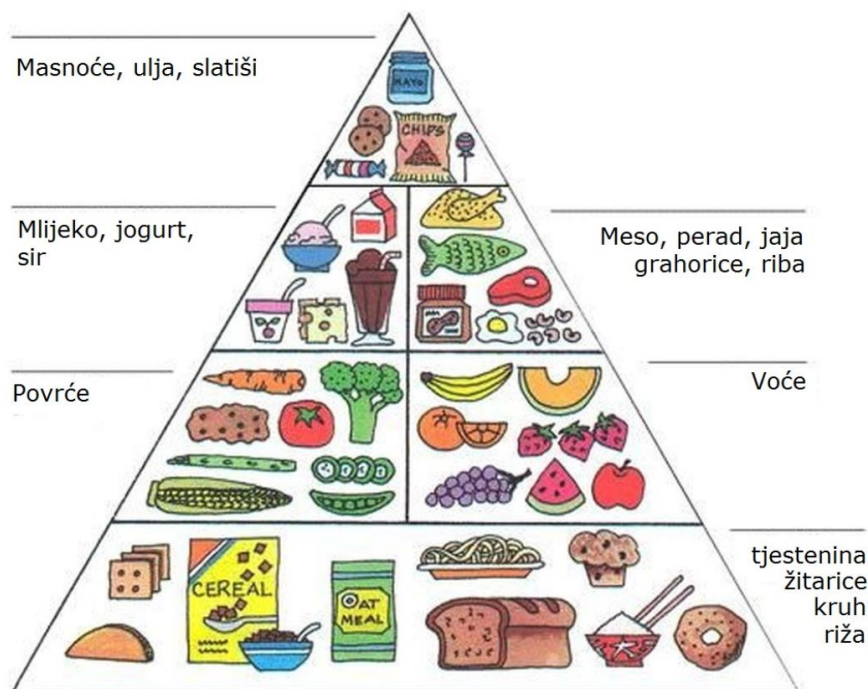 Masnoće, ulja, slatiši
MAYO
CHIPS
Mlijeko, jogurt,
sir
Meso, perad, jaja
grahorice, riba
Povrće
Voće
tjestenina
žitarice
kruh
riža
CEREAL
OAT
MEAL